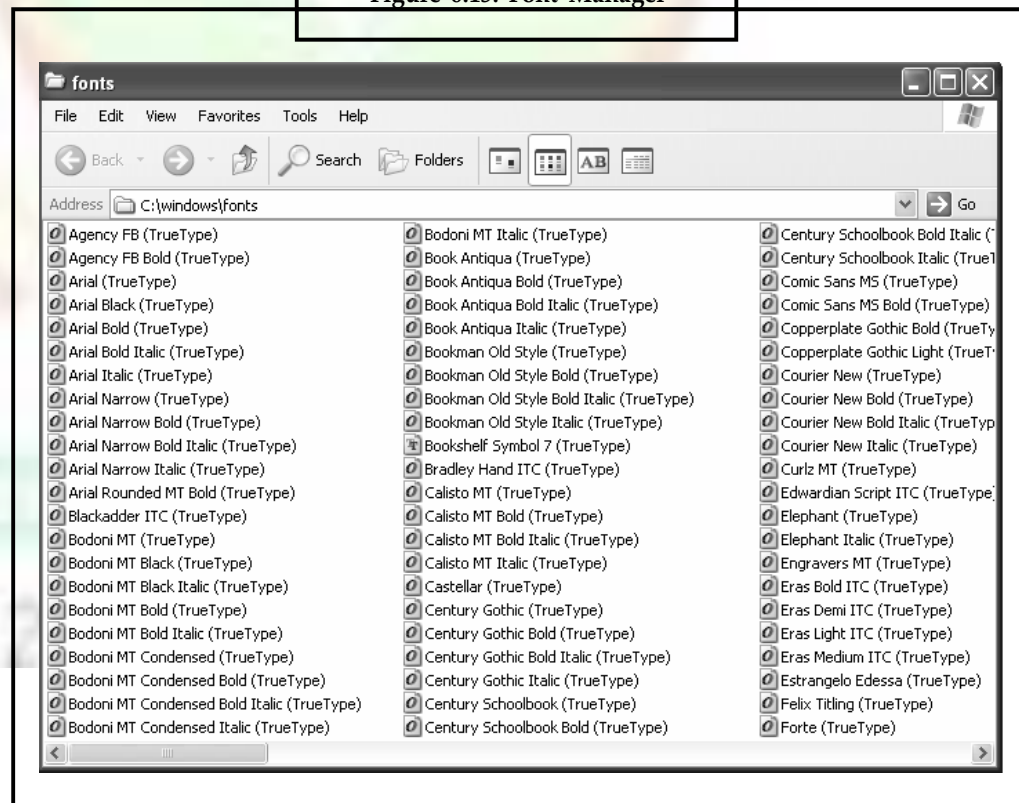 Figure 6.15: Font Manager
fonts
File Edit View Favorites Tools Help
Back Search Folders AB
Address C:\windows\fonts Go
Agency FB (TrueType)
Agency FB Bold (TrueType)
Arial (TrueType)
Arial Black (TrueType)
Arial Bold (TrueType)
Arial Bold Italic (TrueType)
Arial Italic (TrueType)
Arial Narrow (TrueType)
Arial Narrow Bold (TrueType)
Arial Narrow Bold Italic (TrueType)
Arial Narrow Italic (TrueType)
Arial Rounded MT Bold (TrueType)
Blackadder ITC (TrueType)
Bodoni MT (TrueType)
Bodoni MT Black (TrueType)
Bodoni MT Black Italic (TrueType)
Bodoni MT Bold (TrueType)
Bodoni MT Bold Italic (TrueType)
Bodoni MT Condensed (TrueType)
Bodoni MT Condensed Bold (TrueType)
Bodoni MT Condensed Bold Italic (TrueType)
Bodoni MT Condensed Italic (TrueType)
Bodoni MT Italic (TrueType)
Book Antiqua (TrueType)
Book Antiqua Bold (TrueType)
Book Antiqua Bold Italic (TrueType)
Book Antiqua Italic (TrueType)
Bookman Old Style (TrueType)
Bookman Old Style Bold (TrueType)
Bookman Old Style Bold Italic (TrueType)
Bookman Old Style Italic (TrueType)
Bookshelf Symbol 7 (TrueType)
Bradley Hand ITC (TrueType)
Calisto MT (TrueType)
Calisto MT Bold (TrueType)
Calisto MT Bold Italic (TrueType)
Calisto MT Italic (TrueType)
Castellar (TrueType)
Century Gothic (TrueType)
Century Gothic Bold (TrueType)
Century Gothic Bold Italic (TrueType)
Century Gothic Italic (TrueType)
Century Schoolbook (TrueType)
Century Schoolbook Bold (TrueType)
Century Schoolbook Bold Italic (
Century Schoolbook Italic (True
Comic Sans MS (TrueType)
Comic Sans MS Bold (TrueType)
Copperplate Gothic Bold (TrueTy
Copperplate Gothic Light (TrueT
Courier New (TrueType)
Courier New Bold (TrueType)
Courier New Bold Italic (TrueTyp
Courier New Italic (TrueType)
Curlz MT (TrueType)
Edwardian Script ITC (TrueType)
Elephant (TrueType)
Elephant Italic (TrueType)
Engravers MT (TrueType)
Eras Bold ITC (TrueType)
Eras Demi ITC (TrueType)
Eras Light ITC (TrueType)
Eras Medium ITC (TrueType)
Estrangelo Edessa (TrueType)
Felix Titling (TrueType)
Forte (TrueType)